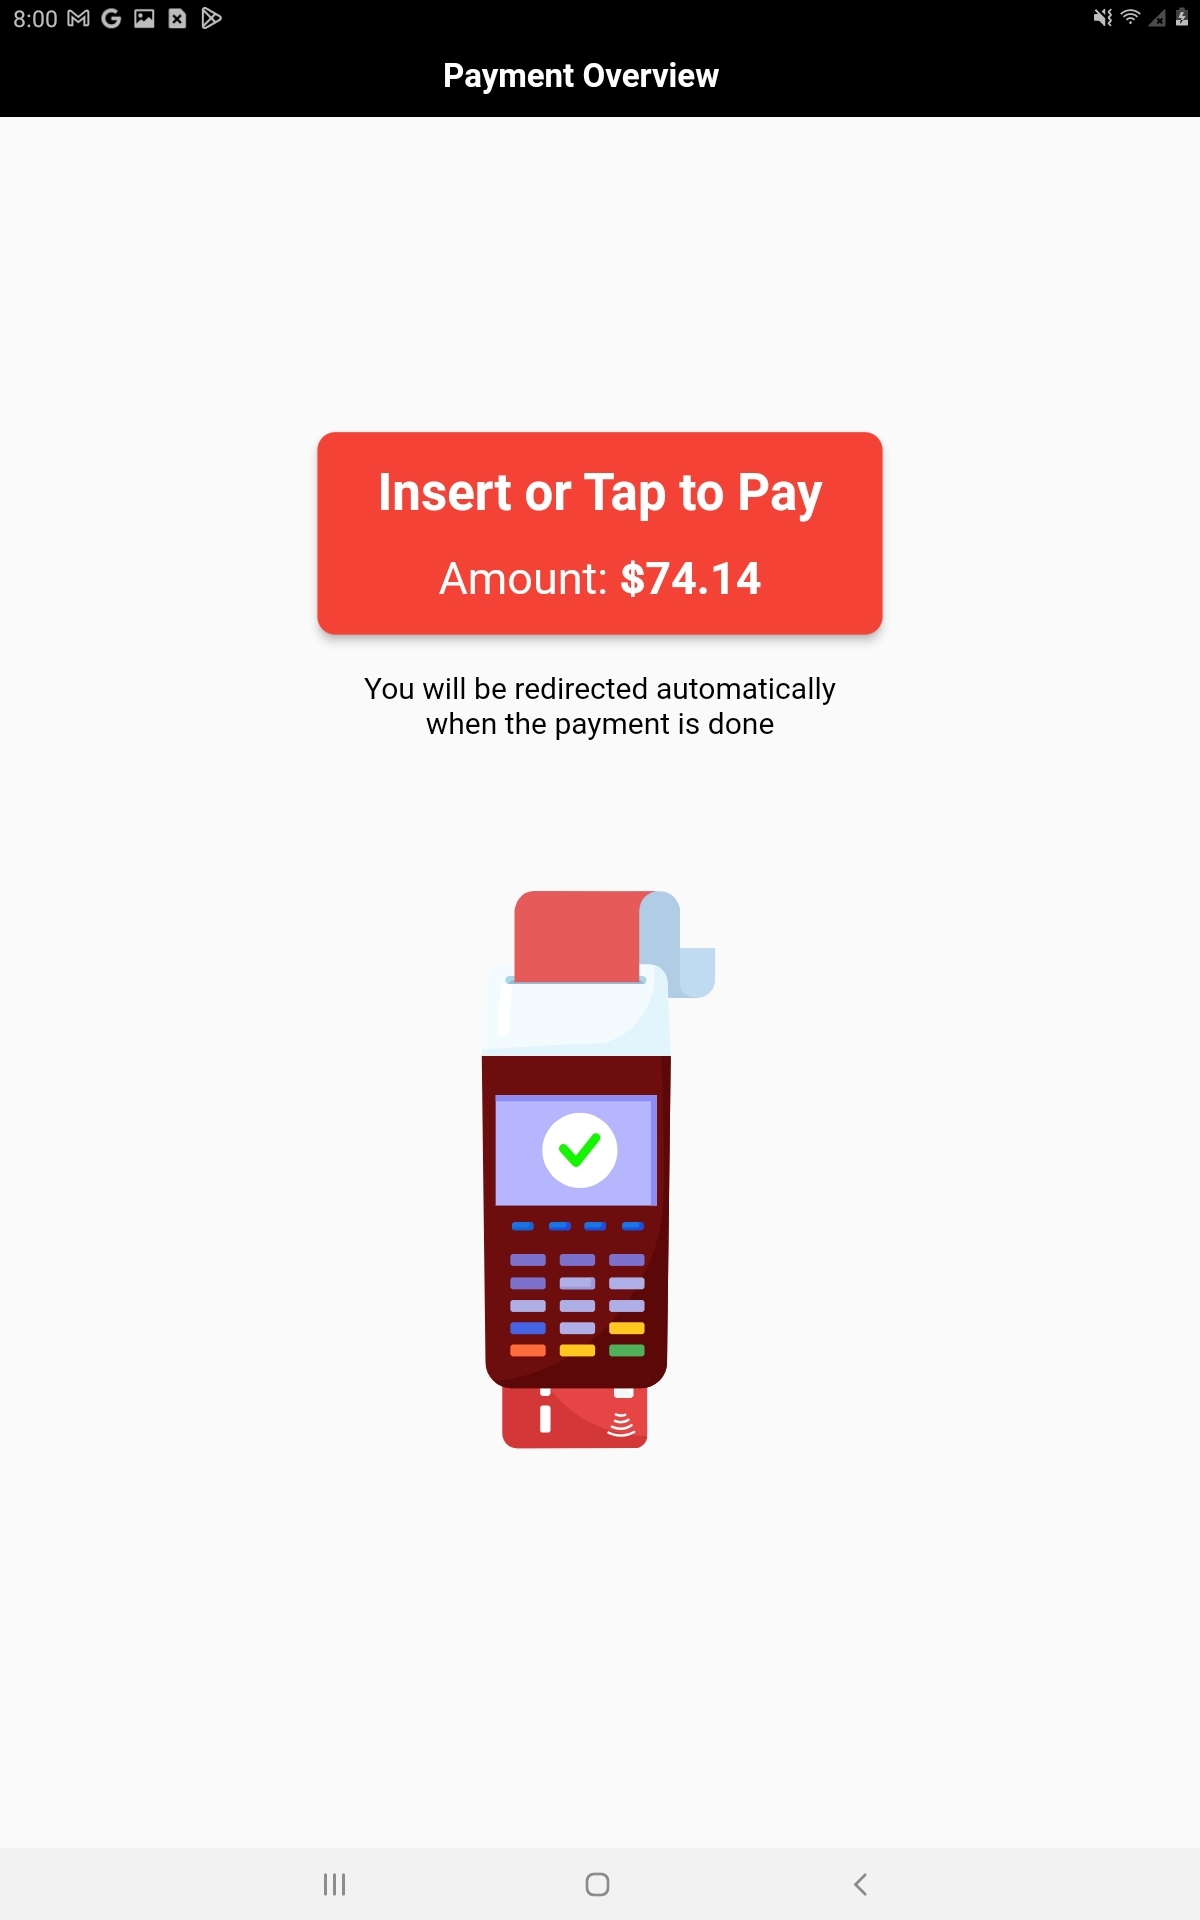 8:00
Payment Overview
Insert or Tap to Pay
Amount: $74.14
You will be redirected automatically
when the payment is done